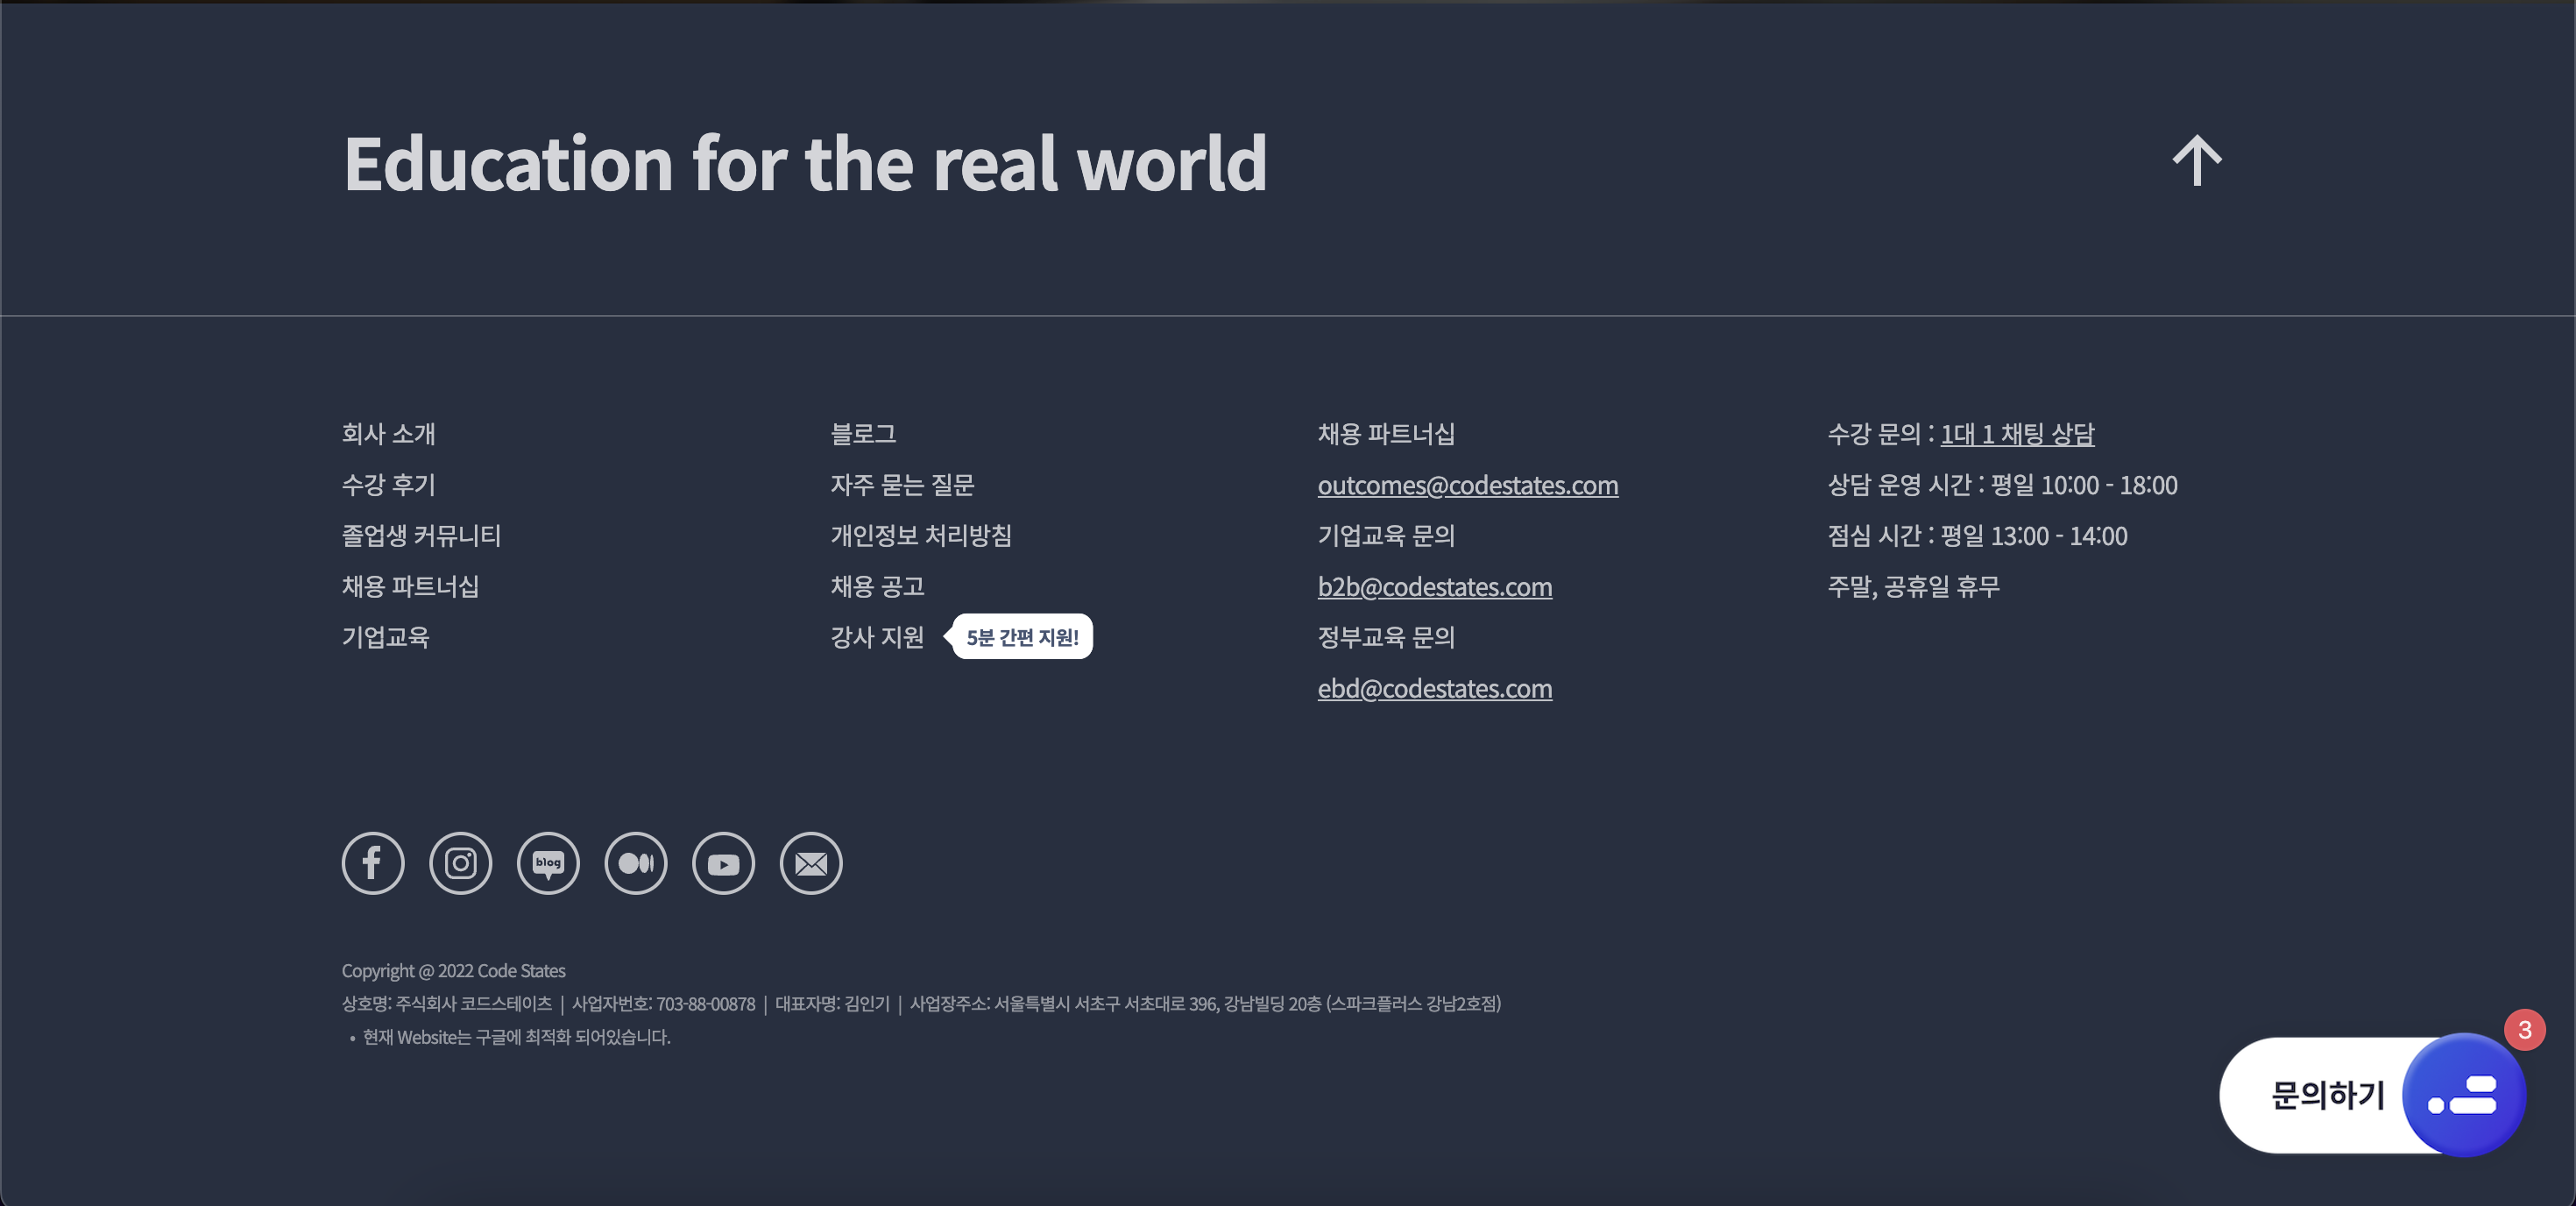 Education for the real world
회사 소개
수강 후기
졸업생 커뮤니티
채용 파트너십
기업교육
블로그
자주 묻는 질문
개인정보 처리방침
채용 공고
강사 지원 5분 간편 지원!
채용 파트너십
outcomes@codestates.com
기업교육 문의
b2b@codestates.com
정부교육 문의
ebd@codestates.com
수강 문의 : 1대 1 채팅 상담
상담 운영 시간 : 평일 10:00 - 18:00
점심 시간 : 평일 13:00 - 14:00
주말, 공휴일 휴무
blog
Copyright @ 2022 Code States
상호명: 주식회사 코드스테이츠 | 사업자번호: 703-88-00878 | 대표자명: 김인기 | 사업장주소: 서울특별시 서초구 서초대로 396, 강남빌딩 20층 (스파크플러스 강남2호점)
• 현재 Website는 구글에 최적화 되어있습니다.
문의하기
3